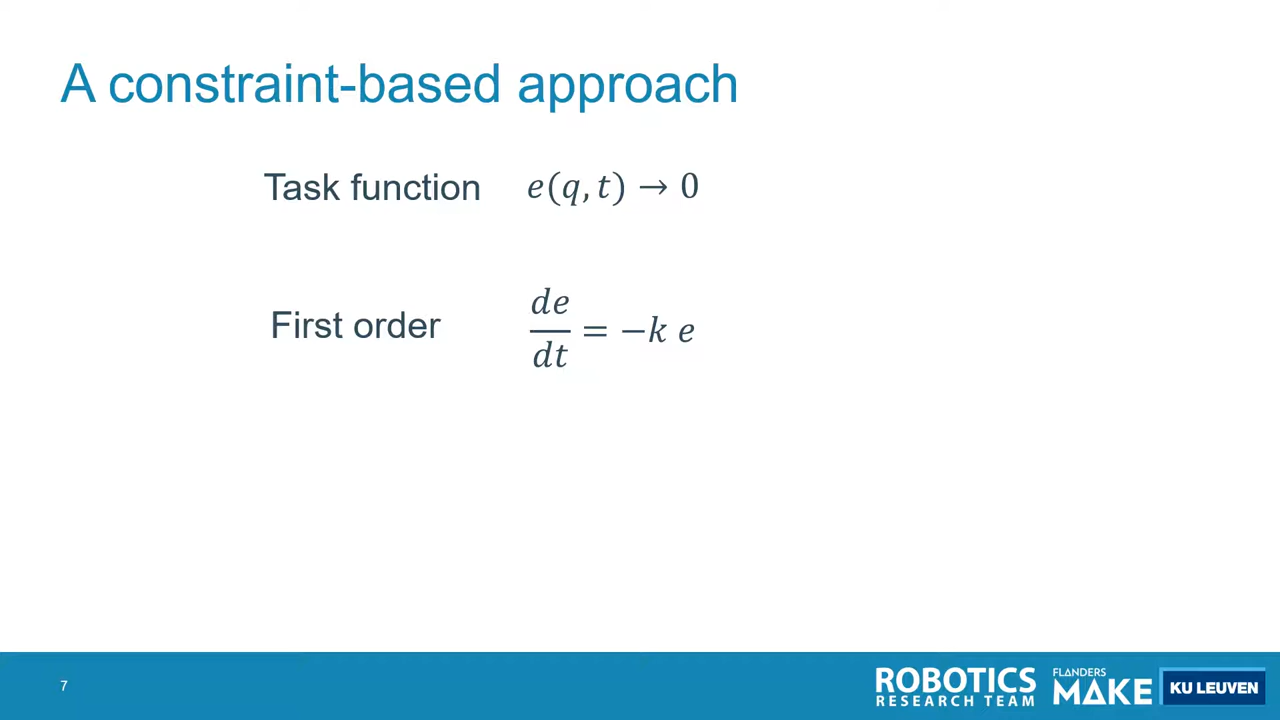 A constraint-based approach
Task function e(q, t) → 0
First order de/dt = −k e
7
ROBOTICS
RESEARCH TEAM
FLANDERS
MAKE
KU LEUVEN